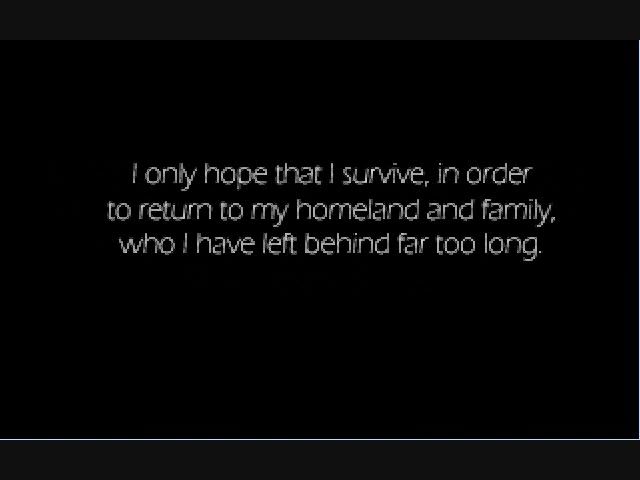 I only hope that I survive, in order
to return to my homeland and family,
who I have left behind far too long.